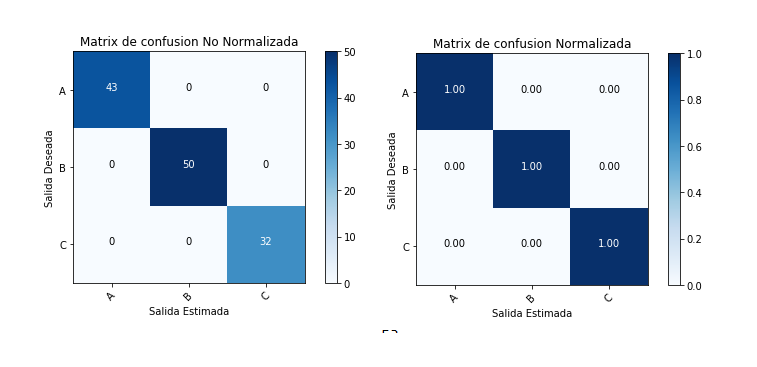 Matrix de confusion No Normalizada
50
40
30
20
10
0
A
B
C
43 0 0
0 50 0
0 0 32
Salida Deseada
A B C
Salida Estimada
Matrix de confusion Normalizada
1.0
0.8
0.6
0.4
0.2
0.0
A
B
C
1.00 0.00 0.00
0.00 1.00 0.00
0.00 0.00 1.00
Salida Deseada
A B C
Salida Estimada